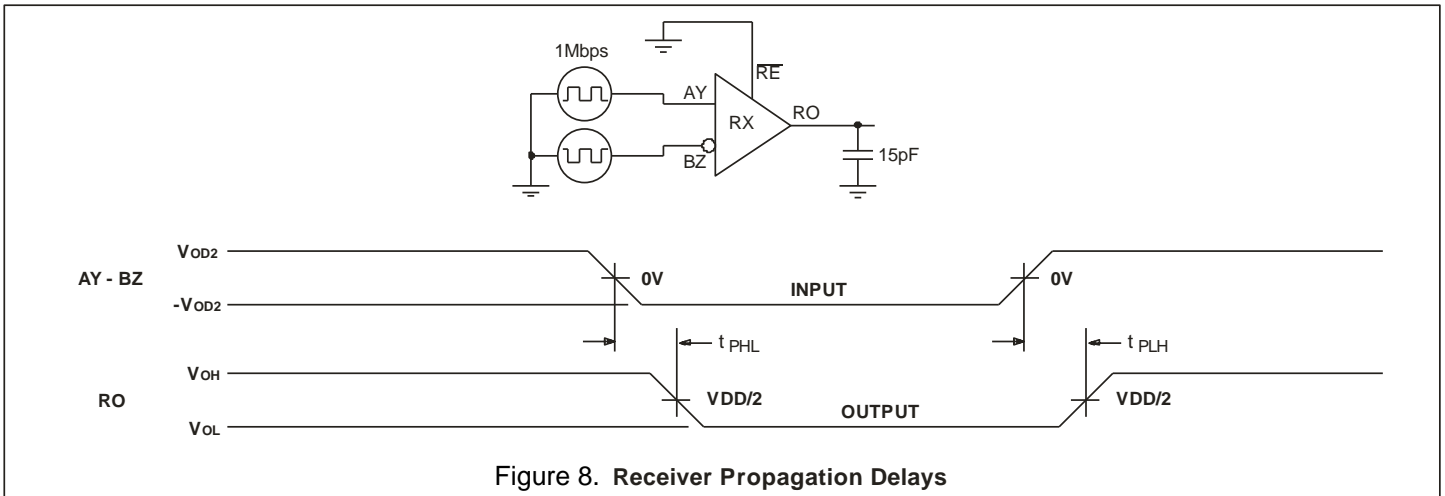 1Mbps
RE
AY
RX
RO
BZ
15pF
VOD2
AY - BZ
0V
INPUT
0V
-VOD2
t PHL
t PLH
VOH
RO
VDD/2
OUTPUT
VDD/2
VOL
Figure 8. Receiver Propagation Delays